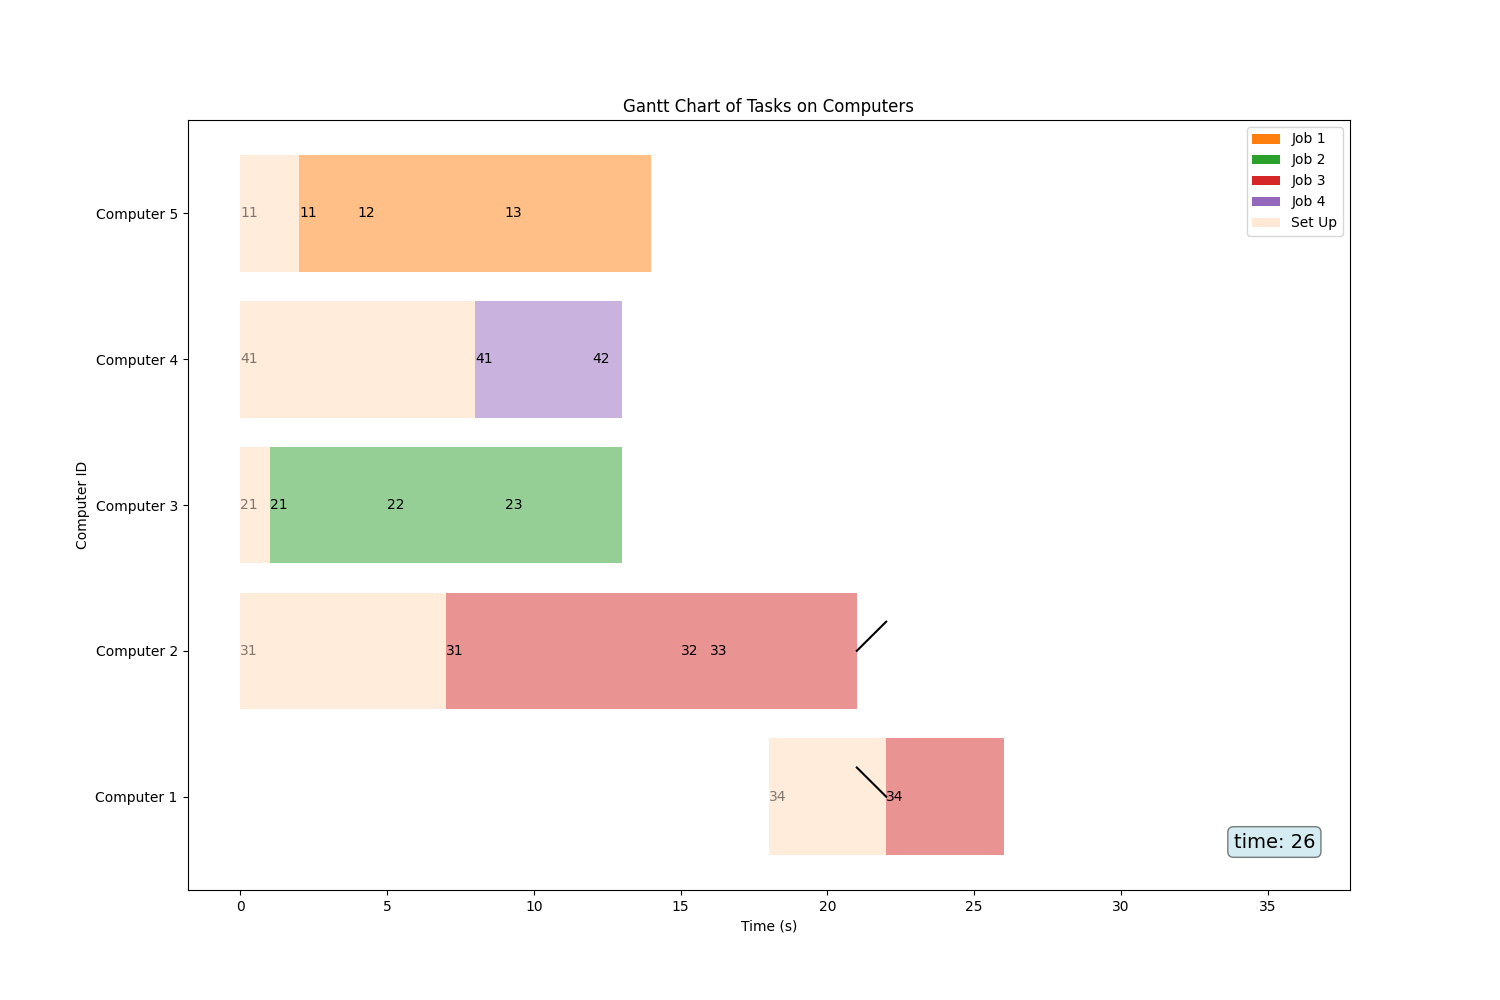 Gantt Chart of Tasks on Computers
Job 1
Job 2
Job 3
Job 4
Set Up
Computer 5
11 11 12 13
Computer 4
41 41 42
Computer 3
21 21 22 23
Computer 2
31 31 32 33
Computer 1
34 34
Computer ID
time: 26
0 5 10 15 20 25 30 35
Time (s)